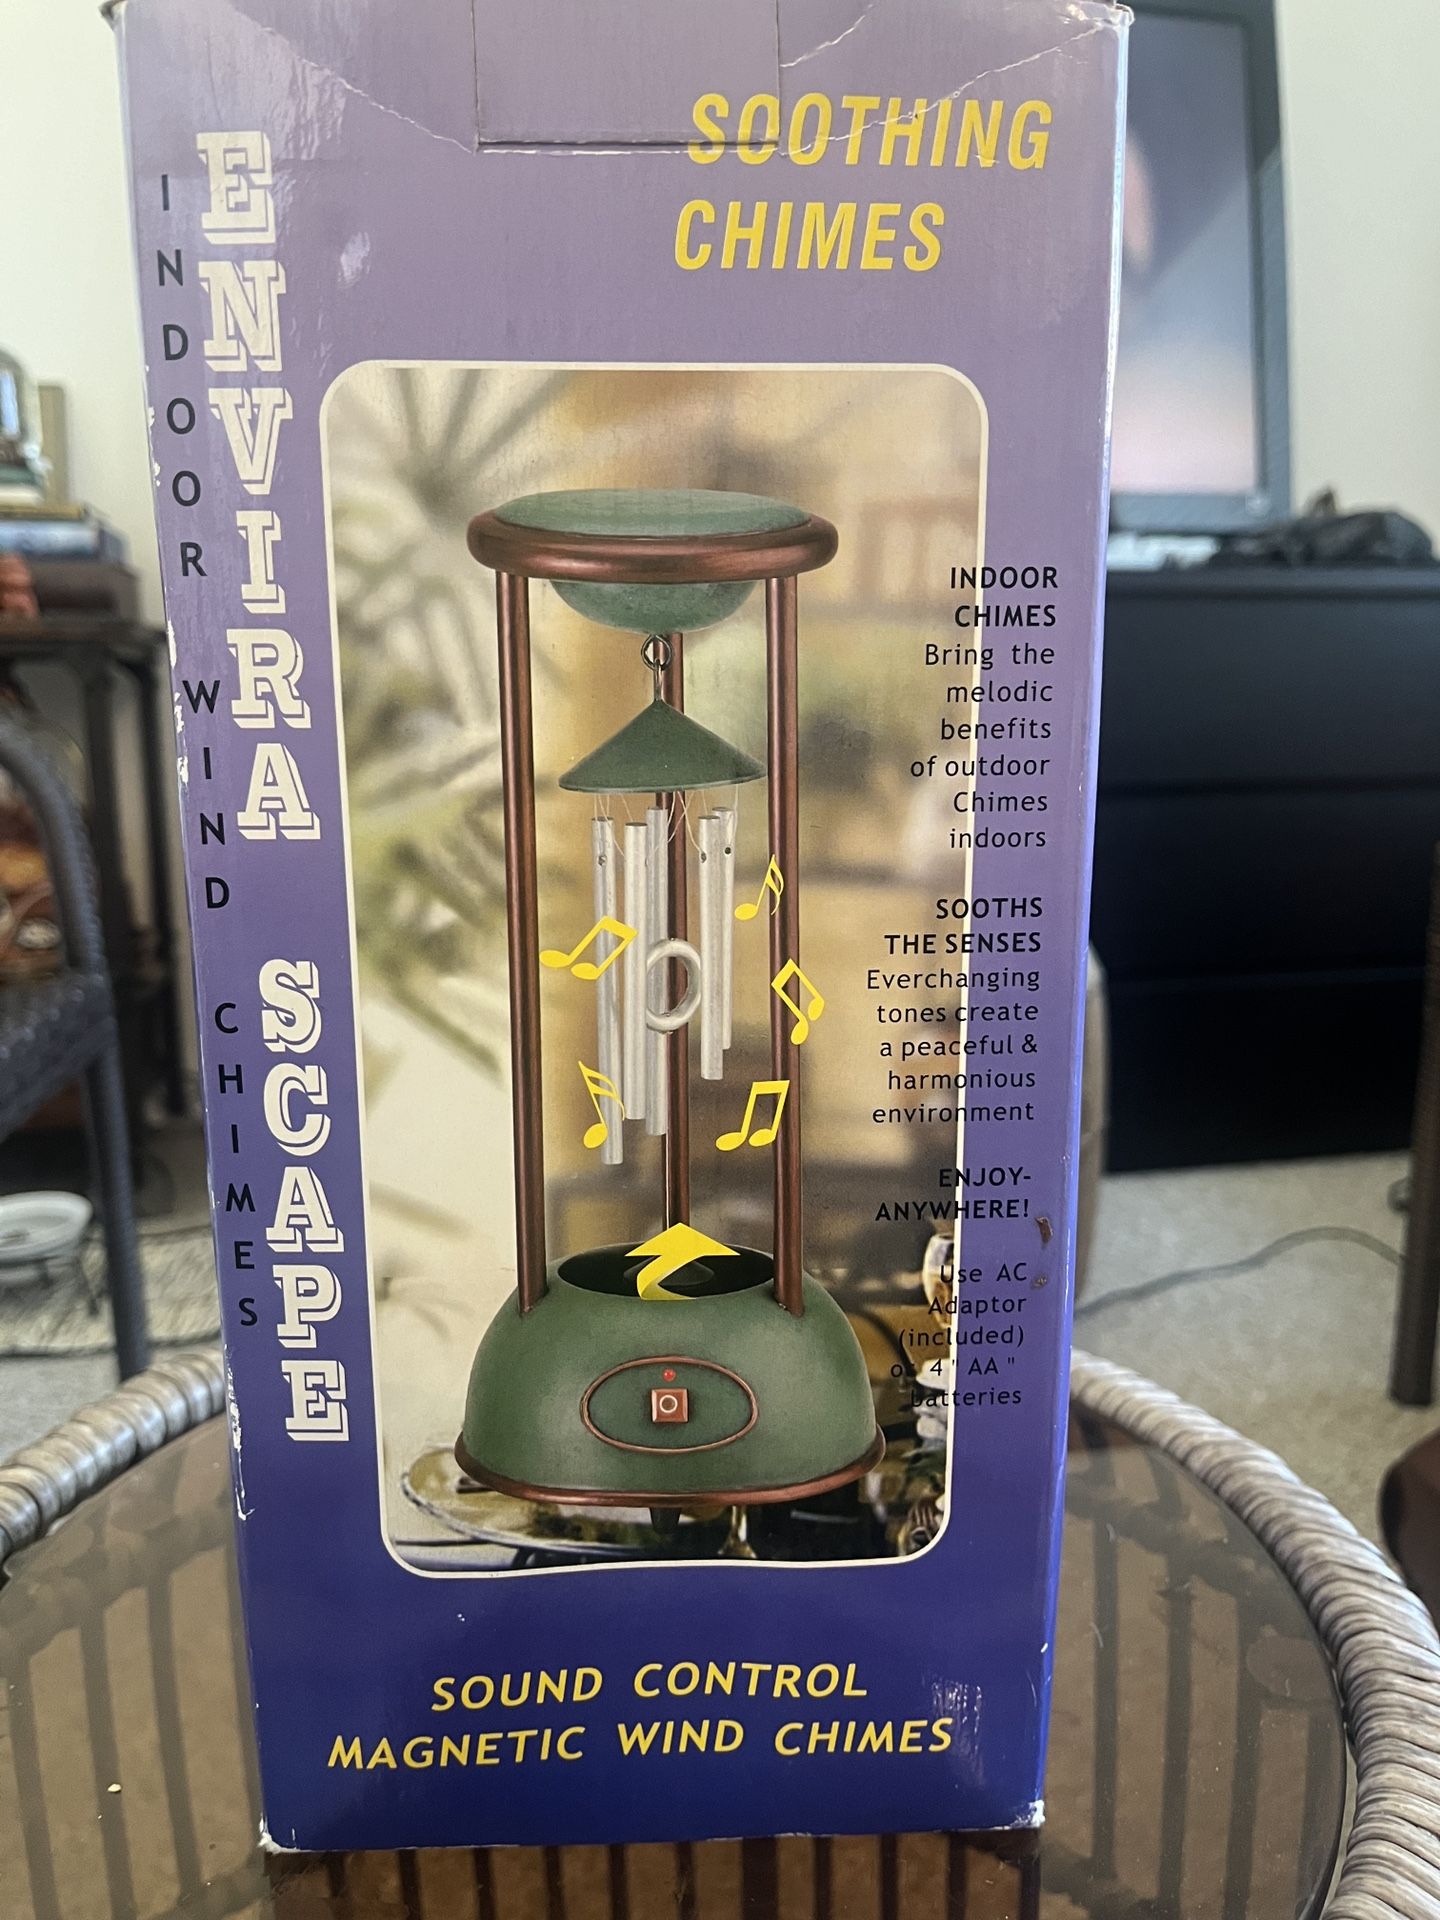 SOOTHING
CHIMES
ENVIRA SCAPE
INDOOR WIND CHIMES
INDOOR
CHIMES
Bring the
melodic
benefits
of outdoor
Chimes
indoors
SOOTHS
THE SENSES
Everchanging
tones create
a peaceful &
harmonious
environment
ENJOY-
ANYWHERE!
Use AC
Adaptor
(included)
or 4 "AA"
batteries
SOUND CONTROL
MAGNETIC WIND CHIMES